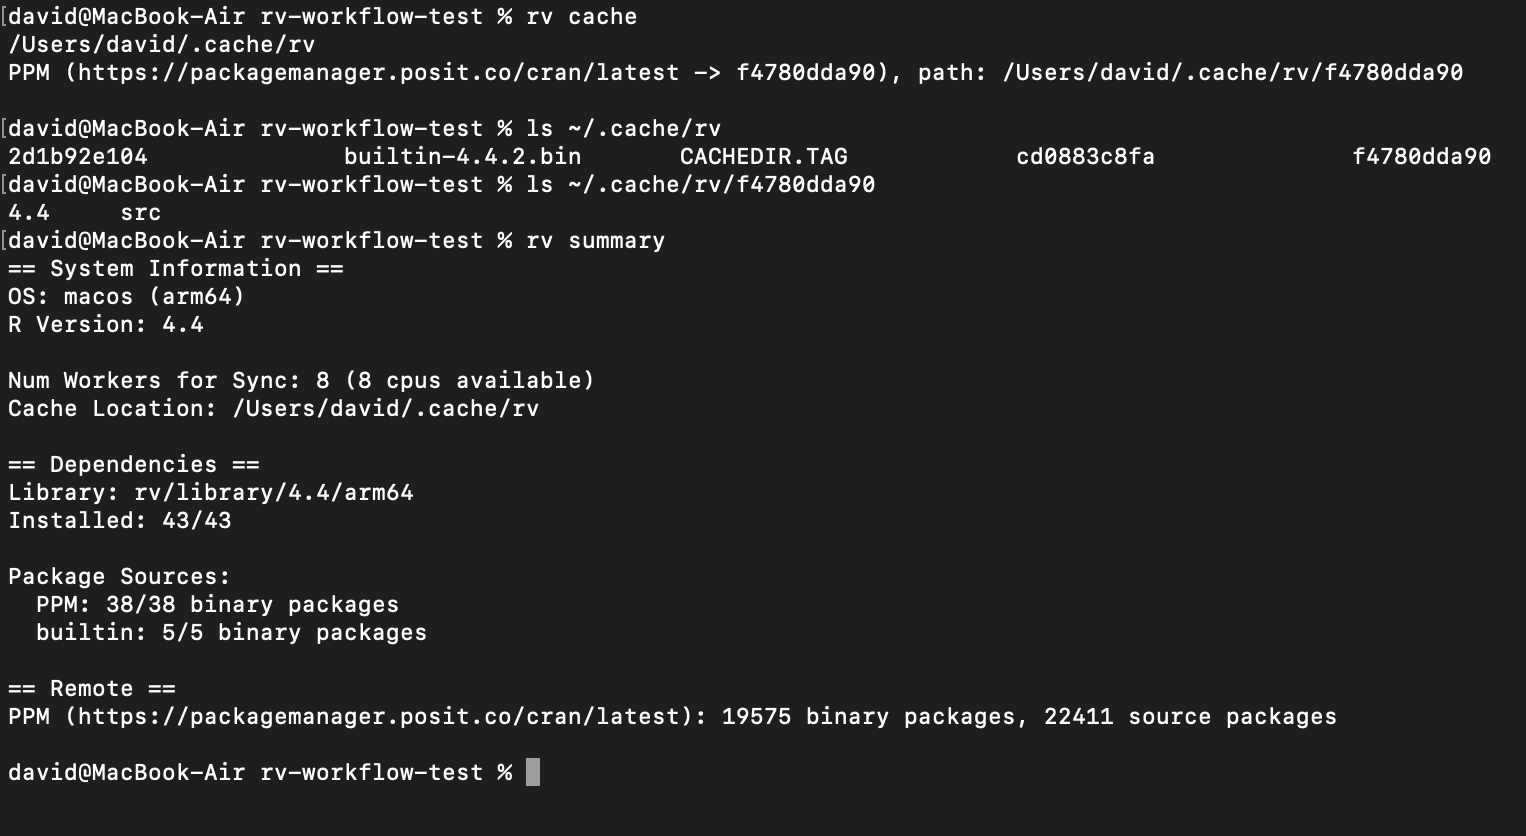 [david@MacBook-Air rv-workflow-test % rv cache
/Users/david/.cache/rv
PPM (https://packagemanager.posit.co/cran/latest -> f4780dda90), path: /Users/david/.cache/rv/f4780dda90
[david@MacBook-Air rv-workflow-test % ls ~/.cache/rv
2d1b92e104 builtin-4.4.2.bin CACHEDIR.TAG cd0883c8fa f4780dda90
[david@MacBook-Air rv-workflow-test % ls ~/.cache/rv/f4780dda90
4.4 src
[david@MacBook-Air rv-workflow-test % rv summary
== System Information ==
OS: macos (arm64)
R Version: 4.4
Num Workers for Sync: 8 (8 cpus available)
Cache Location: /Users/david/.cache/rv
== Dependencies ==
Library: rv/library/4.4/arm64
Installed: 43/43
Package Sources:
PPM: 38/38 binary packages
builtin: 5/5 binary packages
== Remote ==
PPM (https://packagemanager.posit.co/cran/latest): 19575 binary packages, 22411 source packages
david@MacBook-Air rv-workflow-test %